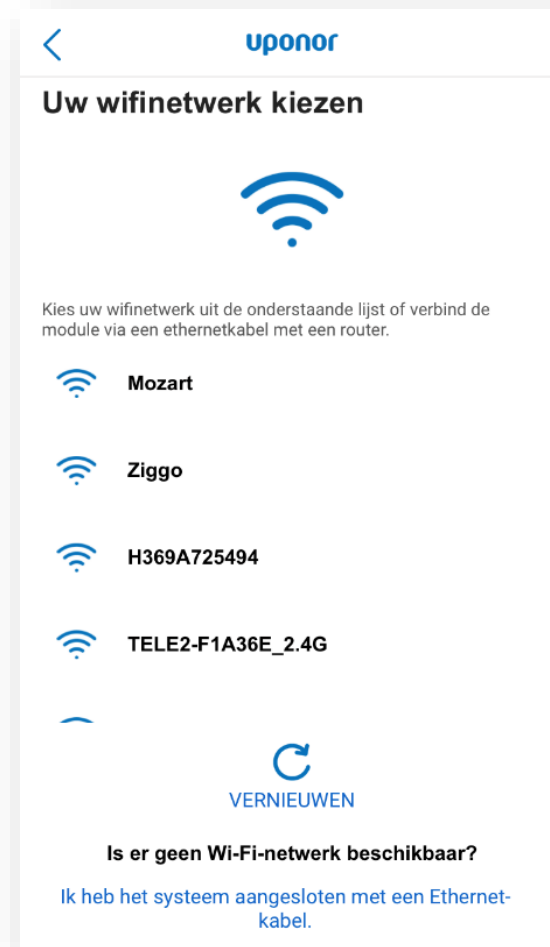 uponor
Uw wifinetwerk kiezen
Kies uw wifinetwerk uit de onderstaande lijst of verbind de
module via een ethernetkabel met een router.
Mozart
Ziggo
H369A725494
TELE2-F1A36E_2.4G
VERNIEUWEN
Is er geen Wi-Fi-netwerk beschikbaar?
Ik heb het systeem aangesloten met een Ethernet-
kabel.